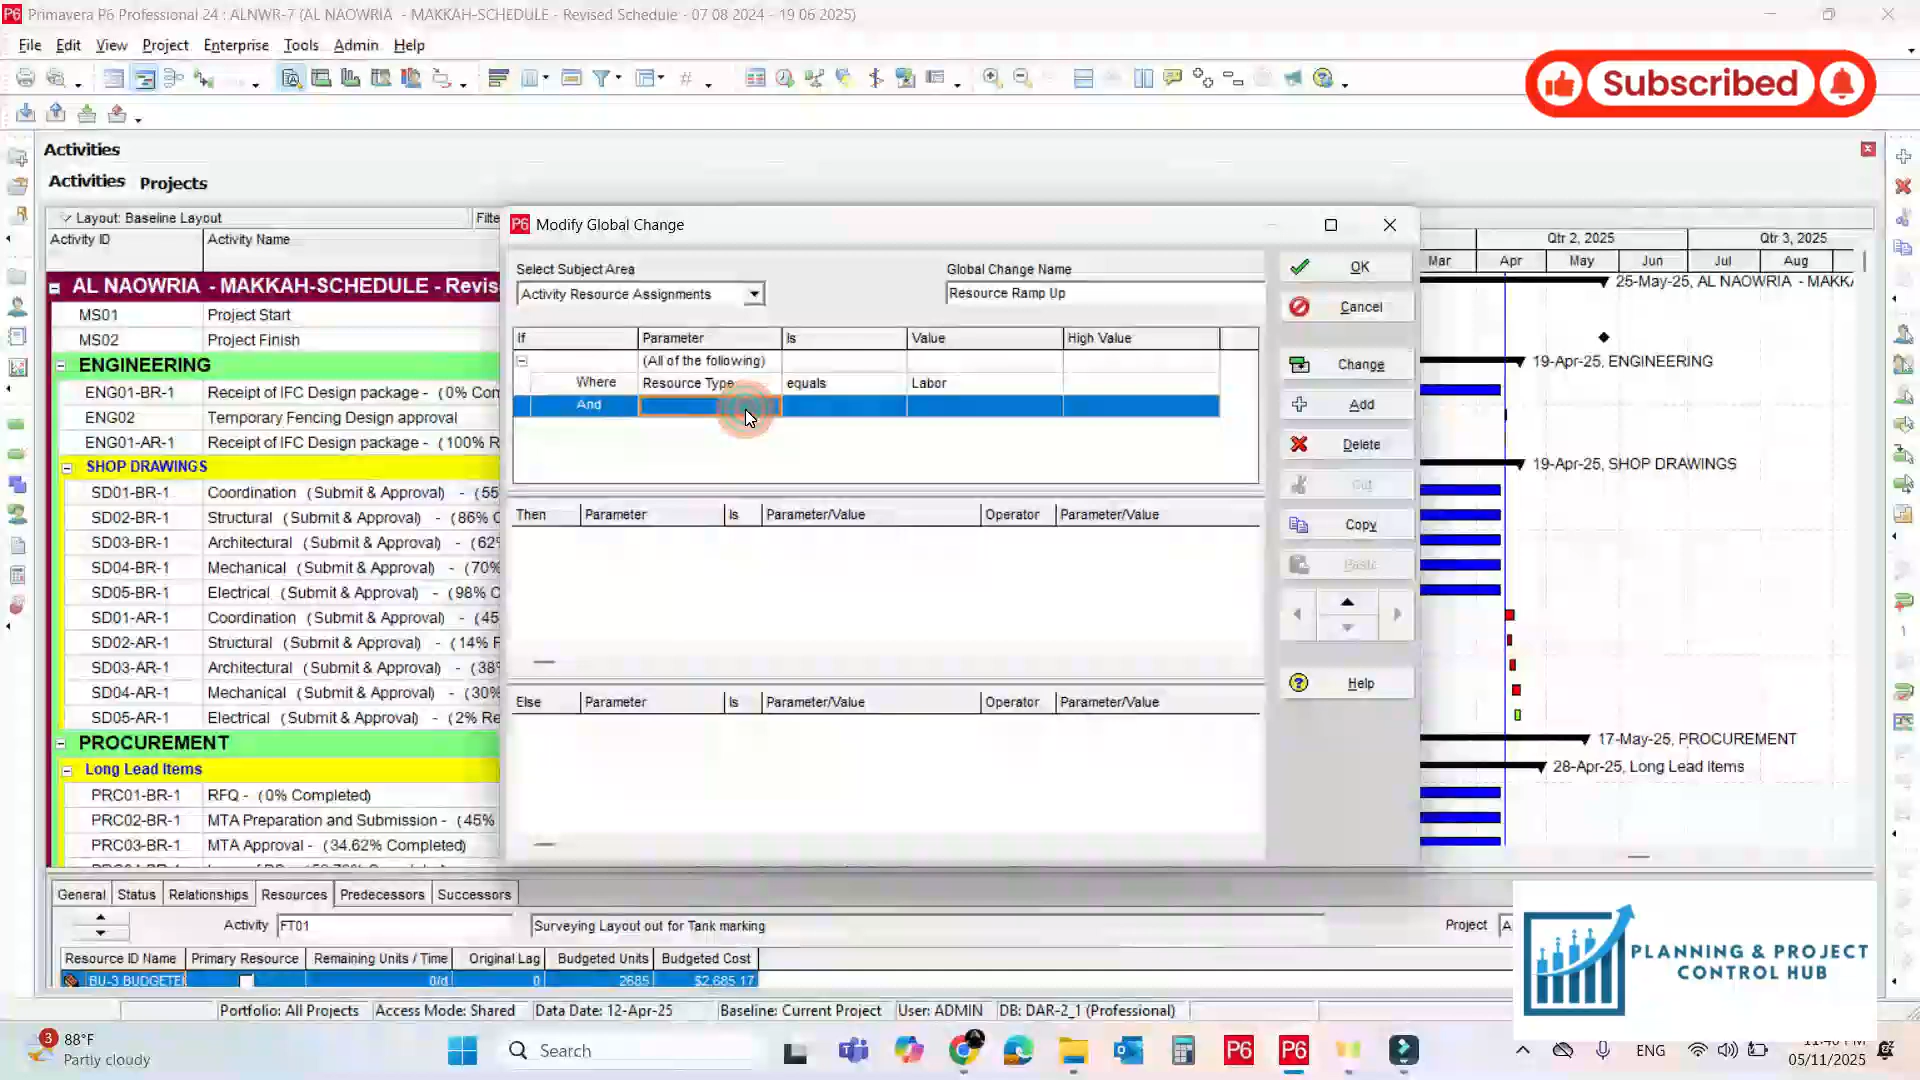 Primavera P6 Professional 24 : ALNWR-7 (AL NAOWRIA - MAKKAH-SCHEDULE - Revised Schedule - 07 08 2024 - 19 06 2025)
File Edit View Project Enterprise Tools Admin Help
Subscribed
Activities
Activities Projects
Layout: Baseline Layout
Filte
Activity ID Activity Name
Qtr 2, 2025 Qtr 3, 2025
Mar Apr May Jun Jul Aug
AL NAOWRIA - MAKKAH-SCHEDULE - Revis
25-May-25, AL NAOWRIA - MAKKA
MS01 Project Start
MS02 Project Finish
ENGINEERING
19-Apr-25, ENGINEERING
ENG01-BR-1 Receipt of IFC Design package - (0% Con
ENG02 Temporary Fencing Design approval
ENG01-AR-1 Receipt of IFC Design package - (100% R
SHOP DRAWINGS
19-Apr-25, SHOP DRAWINGS
SD01-BR-1 Coordination (Submit & Approval) - (55
SD02-BR-1 Structural (Submit & Approval) - (86% C
SD03-BR-1 Architectural (Submit & Approval) - (62
SD04-BR-1 Mechanical (Submit & Approval) - (70%
SD05-BR-1 Electrical (Submit & Approval) - (98% C
SD01-AR-1 Coordination (Submit & Approval) - (45
SD02-AR-1 Structural (Submit & Approval) - (14% F
SD03-AR-1 Architectural (Submit & Approval) - (38
SD04-AR-1 Mechanical (Submit & Approval) - (30%
SD05-AR-1 Electrical (Submit & Approval) - (2% Re
PROCUREMENT
17-May-25, PROCUREMENT
Long Lead Items
28-Apr-25, Long Lead Items
PRC01-BR-1 RFQ - (0% Completed)
PRC02-BR-1 MTA Preparation and Submission - (45%
PRC03-BR-1 MTA Approval - (34.62% Completed)
P6 Modify Global Change
Select Subject Area
Global Change Name
Activity Resource Assignments
Resource Ramp Up
If Parameter Is Value High Value
(All of the following)
Where Resource Type equals Labor
And
Then Parameter Is Parameter/Value Operator Parameter/Value
Else Parameter Is Parameter/Value Operator Parameter/Value
OK
Cancel
Change
Add
Delete
Cut
Copy
Paste
Help
General Status Relationships Resources Predecessors Successors
Activity FT01 Surveying Layout out for Tank marking Project A
Resource ID Name Primary Resource Remaining Units / Time Original Lag Budgeted Units Budgeted Cost
BU-3 BUDGETE 0/d 0 2685 $2,685.17
Portfolio: All Projects Access Mode: Shared Data Date: 12-Apr-25 Baseline: Current Project User: ADMIN DB: DAR-2_1 (Professional)
PLANNING & PROJECT
CONTROL HUB
3
88°F
Partly cloudy
Search
P6 P6
ENG
05/11/2025